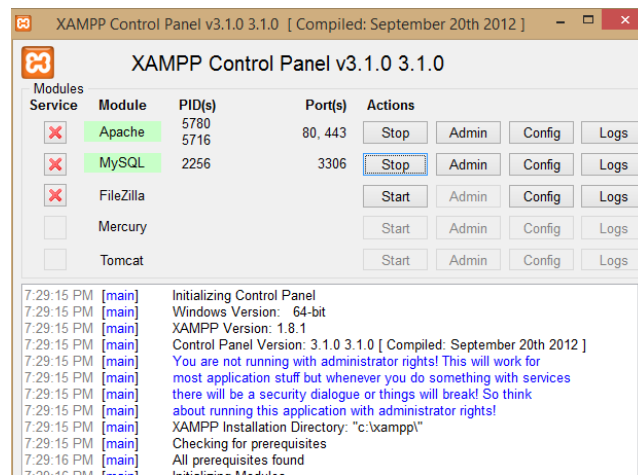 XAMPP Control Panel v3.1.0 3.1.0 [ Compiled: September 20th 2012 ]
XAMPP Control Panel v3.1.0 3.1.0
Modules
Service Module PID(s) Port(s) Actions
Apache 5780 5716 80, 443 Stop Admin Config Logs
MySQL 2256 3306 Stop Admin Config Logs
FileZilla Start Admin Config Logs
Mercury Start Admin Config Logs
Tomcat Start Admin Config Logs
7:29:15 PM [main] Initializing Control Panel
7:29:15 PM [main] Windows Version: 64-bit
7:29:15 PM [main] XAMPP Version: 1.8.1
7:29:15 PM [main] Control Panel Version: 3.1.0 3.1.0 [ Compiled: September 20th 2012 ]
7:29:15 PM [main] You are not running with administrator rights! This will work for
7:29:15 PM [main] most application stuff but whenever you do something with services
7:29:15 PM [main] there will be a security dialogue or things will break! So think
7:29:15 PM [main] about running this application with administrator rights!
7:29:15 PM [main] XAMPP Installation Directory: "c:\xampp\"
7:29:15 PM [main] Checking for prerequisites
7:29:16 PM [main] All prerequisites found
7:29:16 PM [main] Initializing Modules